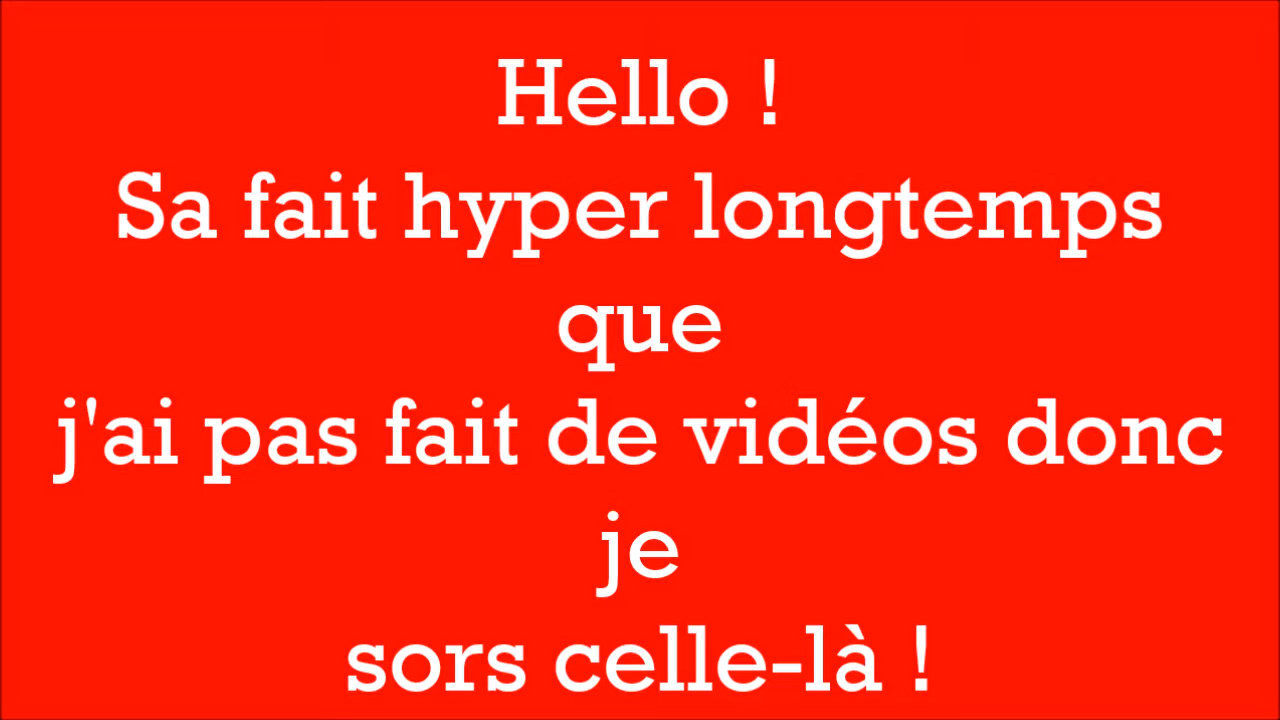 Hello !
Sa fait hyper longtemps
que
j'ai pas fait de vidéos donc
je
sors celle-là !